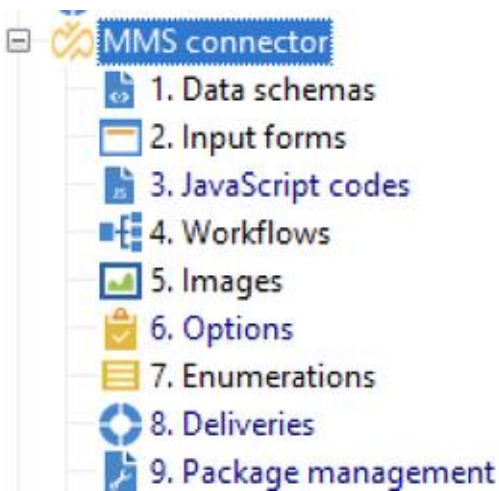 MMS connector
1. Data schemas
2. Input forms
JS
3. JavaScript codes
4. Workflows
5. Images
6. Options
7. Enumerations
8. Deliveries
9. Package management